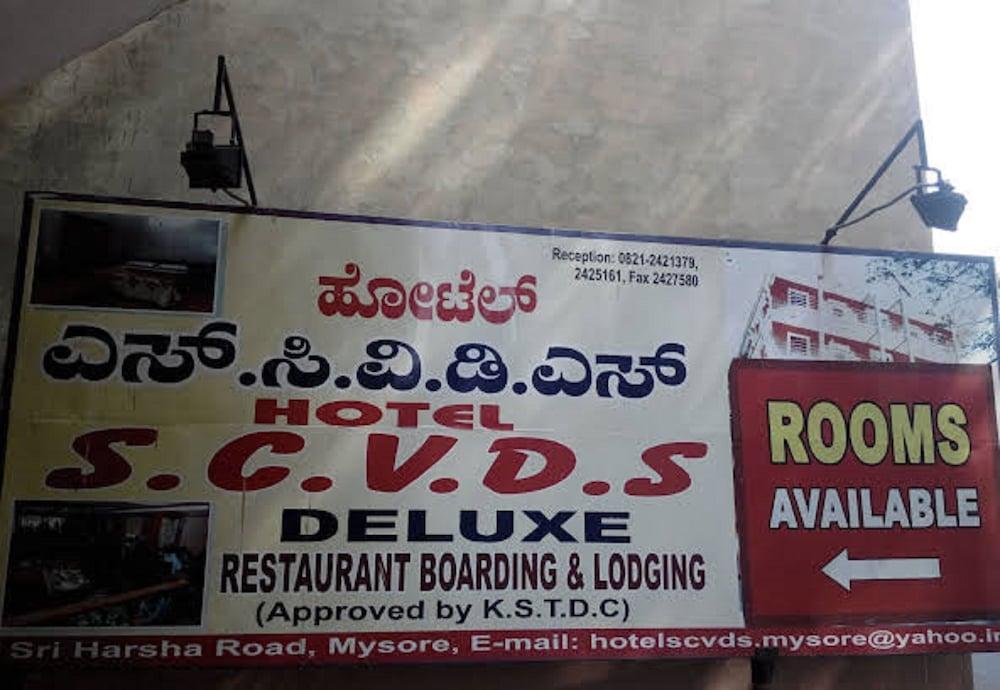 Reception: 0821-2421379,
2425161, Fax 2427580
ಹೋಟೆಲ್
ಎಸ್.ಸಿ.ವಿ.ಡಿ.ಎಸ್
HOTEL
S.C.V.D.S
DELUXE
RESTAURANT BOARDING & LODGING
(Approved by K.S.T.D.C)
Sri Harsha Road, Mysore, E-mail: hotelscvds.mysore@yahoo.in
ROOMS
AVAILABLE